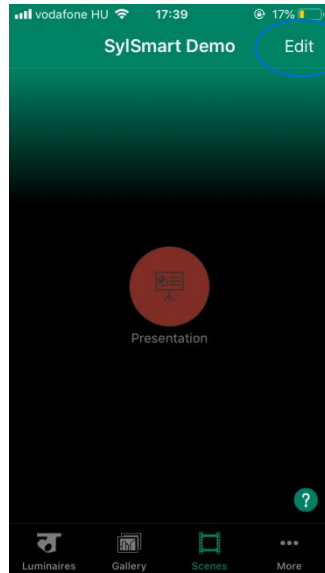 vodafone HU 17:39 17%
SylSmart Demo Edit
Presentation
?
Luminaires Gallery Scenes More